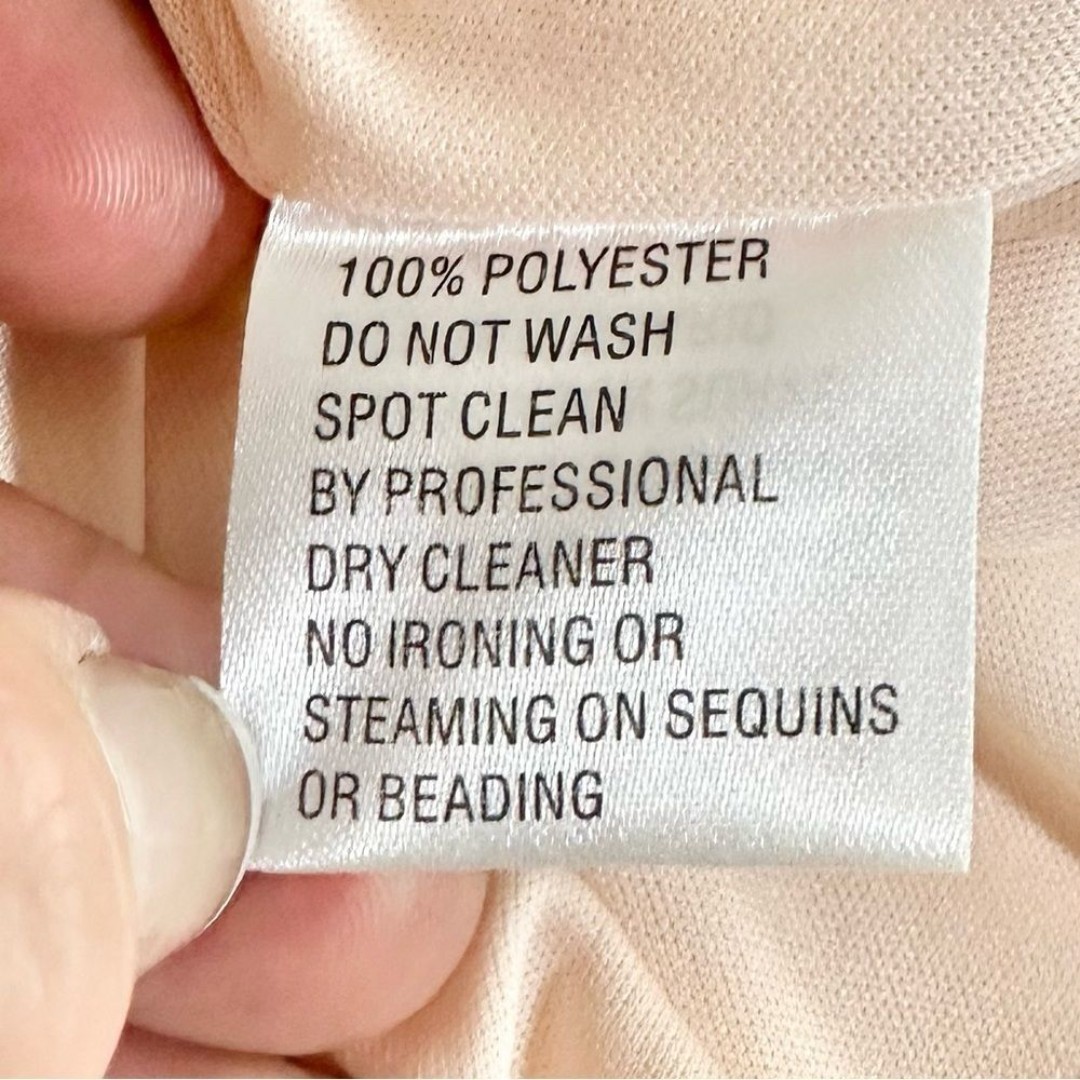 100% POLYESTER
DO NOT WASH
SPOT CLEAN
BY PROFESSIONAL
DRY CLEANER
NO IRONING OR
STEAMING ON SEQUINS
OR BEADING